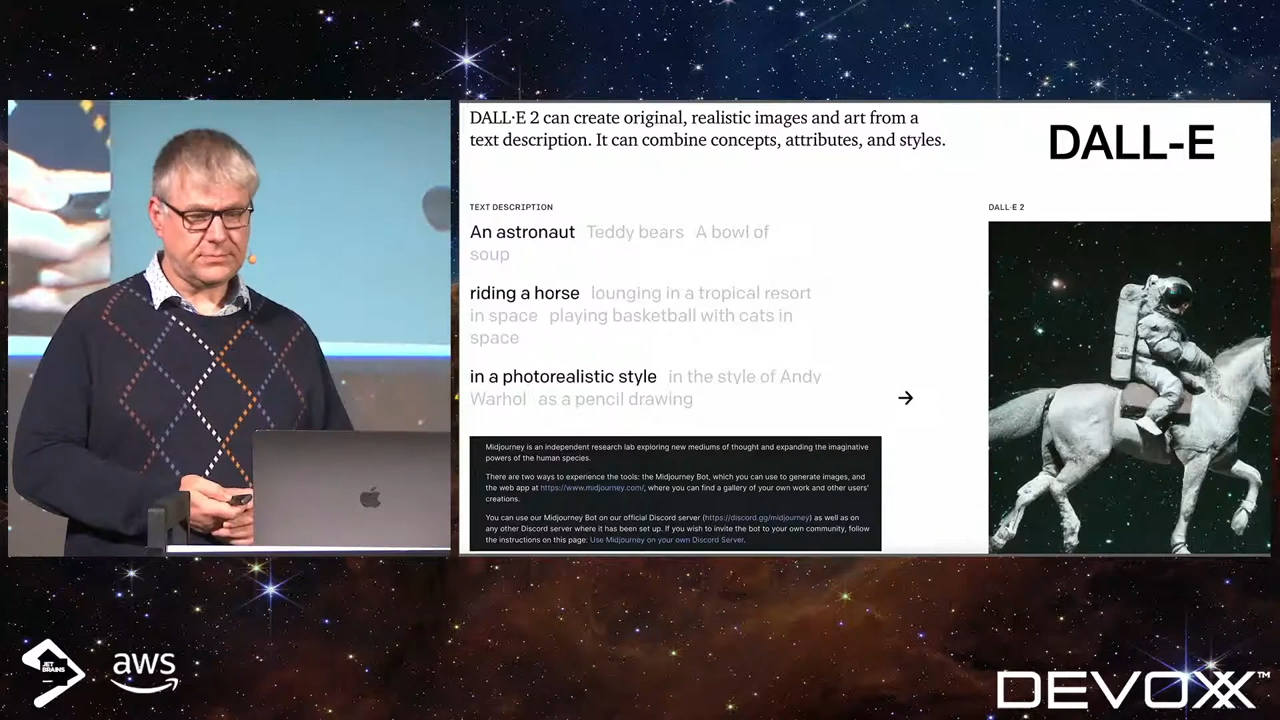 DALL·E 2 can create original, realistic images and art from a
text description. It can combine concepts, attributes, and styles.
DALL-E
TEXT DESCRIPTION
DALL·E 2
An astronaut Teddy bears A bowl of
soup
riding a horse lounging in a tropical resort
in space playing basketball with cats in
space
in a photorealistic style in the style of Andy
Warhol as a pencil drawing
→
Midjourney is an independent research lab exploring new mediums of thought and expanding the imaginative
powers of the human species.
There are two ways to experience the tools: the Midjourney Bot, which you can use to generate images, and
the web app at https://www.midjourney.com/, where you can find a gallery of your own work and other users'
creations.
You can use our Midjourney Bot on our official Discord server (https://discord.gg/midjourney) as well as on
any other Discord server where it has been set up. If you wish to invite the bot to your own community, follow
the instructions on this page: Use Midjourney on your own Discord Server.
JET
BRAINS
aws
DEVOXX™